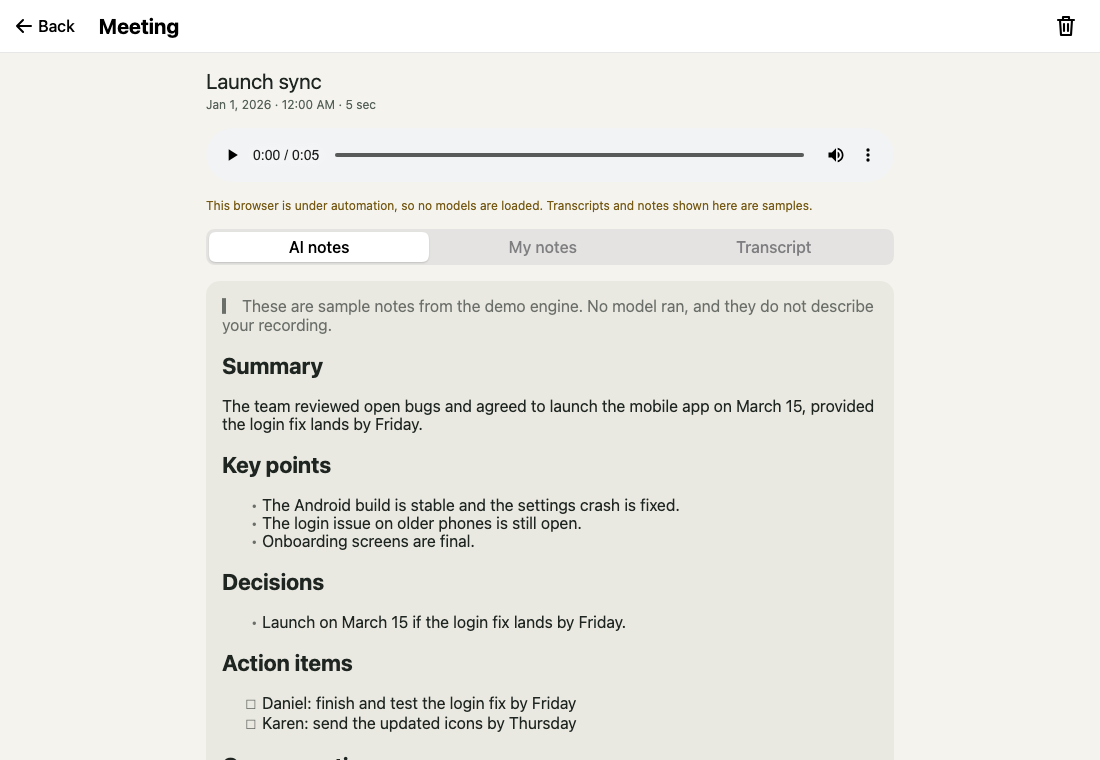 Back Meeting
Launch sync
Jan 1, 2026 · 12:00 AM · 5 sec
0:00 / 0:05
This browser is under automation, so no models are loaded. Transcripts and notes shown here are samples.
AI notes My notes Transcript
These are sample notes from the demo engine. No model ran, and they do not describe
your recording.
Summary
The team reviewed open bugs and agreed to launch the mobile app on March 15, provided
the login fix lands by Friday.
Key points
• The Android build is stable and the settings crash is fixed.
• The login issue on older phones is still open.
• Onboarding screens are final.
Decisions
• Launch on March 15 if the login fix lands by Friday.
Action items
☐ Daniel: finish and test the login fix by Friday
☐ Karen: send the updated icons by Thursday